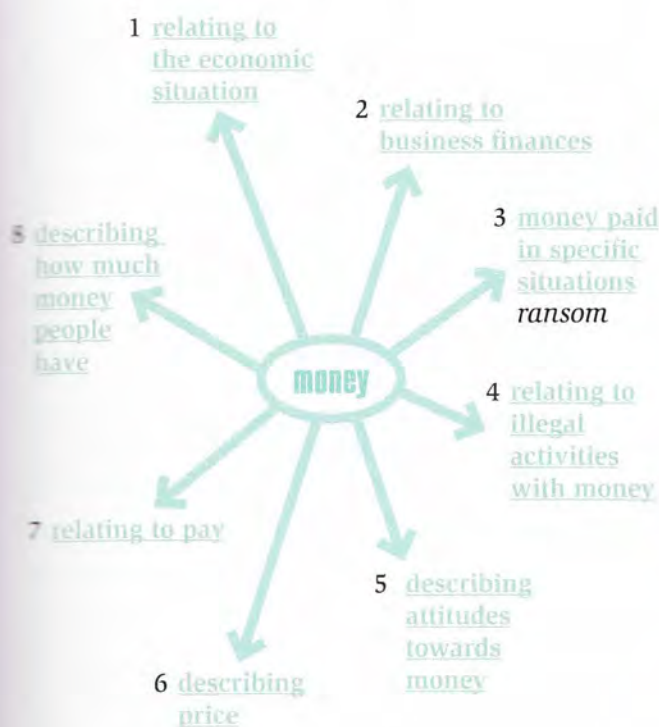 1 relating to
the economic
situation
2 relating to
business finances
3 money paid
in specific
situations
ransom
8 describing
how much
money
people
have
money
4 relating to
illegal
activities
with money
7 relating to pay
5 describing
attitudes
towards
money
6 describing
price